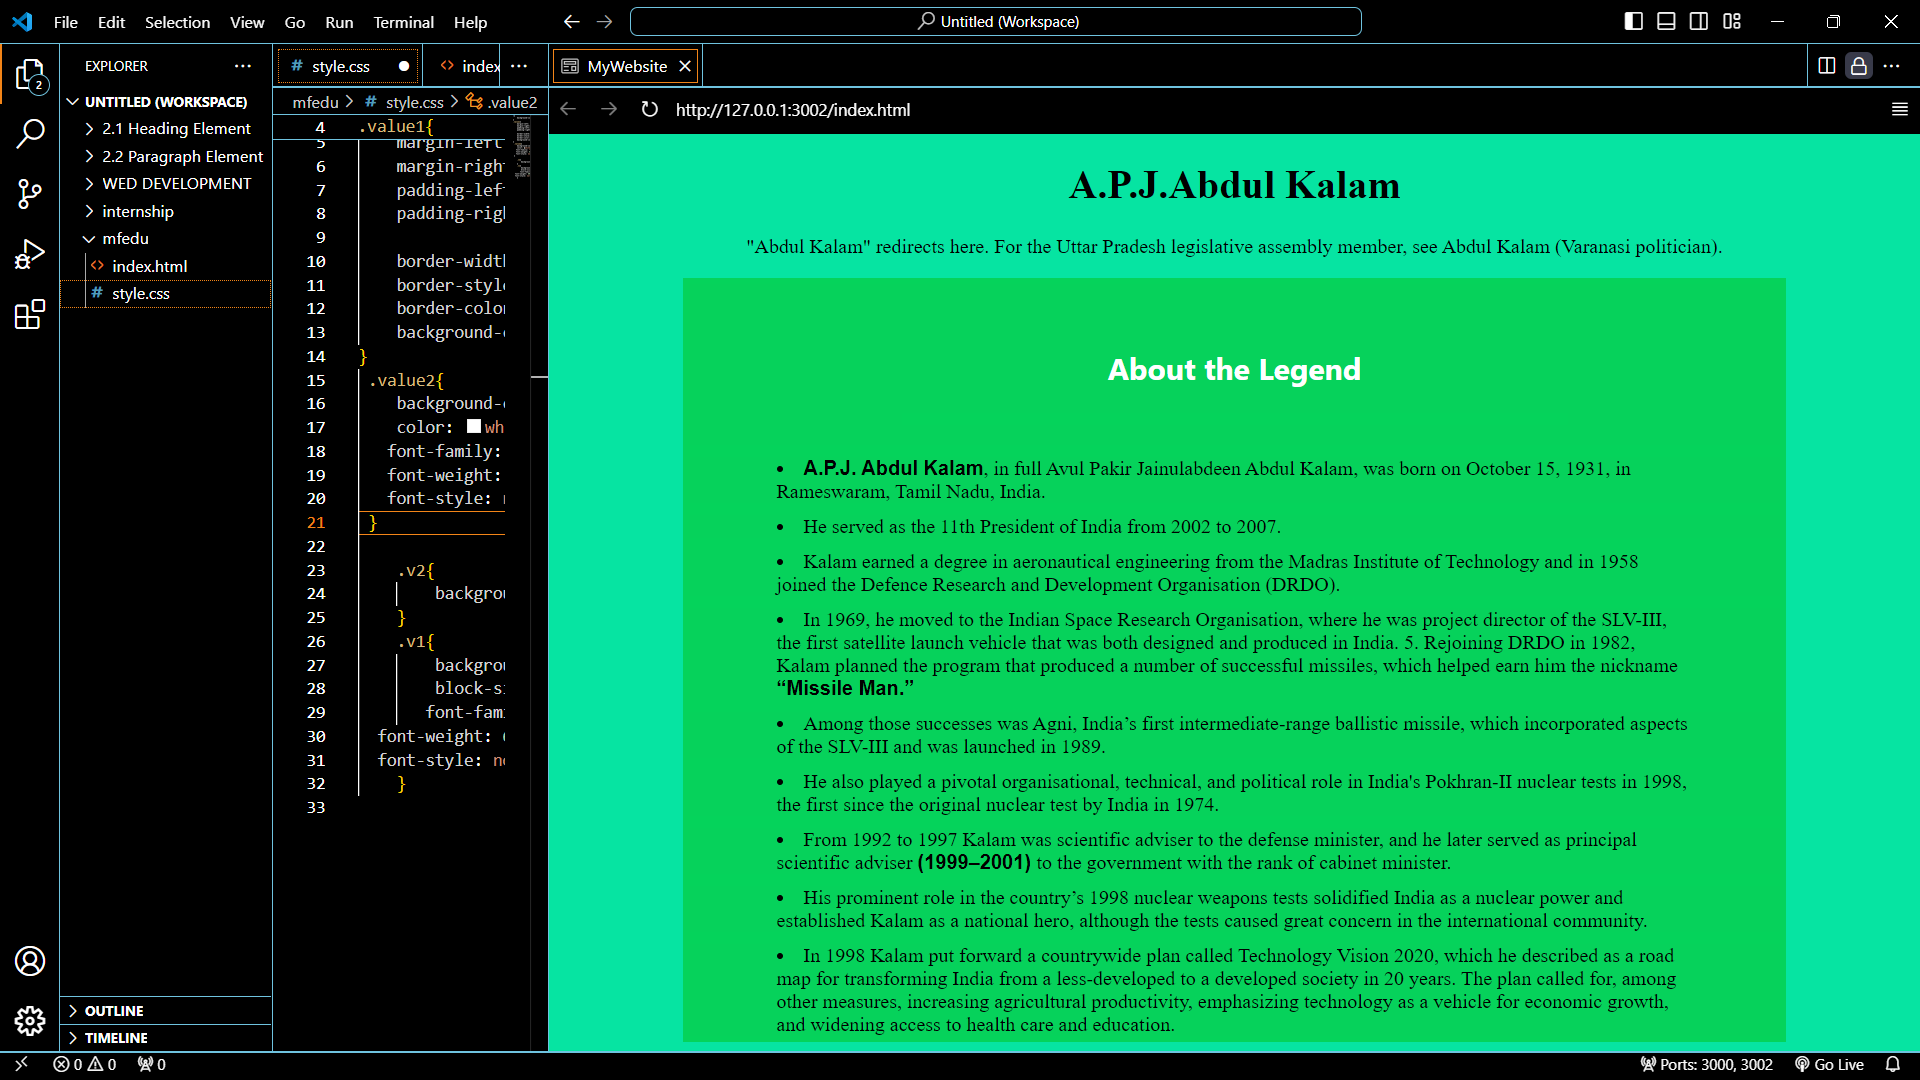 File Edit Selection View Go Run Terminal Help
Untitled (Workspace)
EXPLORER
2
UNTITLED (WORKSPACE)
2.1 Heading Element
2.2 Paragraph Element
WED DEVELOPMENT
internship
mfedu
index.html
style.css
OUTLINE
TIMELINE
# style.css
index
mfedu > # style.css > .value2
4 .value1{
5 margin-left
6 margin-righ
7 padding-lef
8 padding-rig
9
10 border-widt
11 border-styl
12 border-colo
13 background-
14 }
15 .value2{
16 background-
17 color: wh
18 font-family:
19 font-weight:
20 font-style:
21 }
22
23 .v2{
24 backgrou
25 }
26 .v1{
27 backgrou
28 block-si
29 font-fam
30 font-weight:
31 font-style: no
32 }
33
MyWebsite
http://127.0.0.1:3002/index.html
A.P.J.Abdul Kalam
"Abdul Kalam" redirects here. For the Uttar Pradesh legislative assembly member, see Abdul Kalam (Varanasi politician).
About the Legend
• A.P.J. Abdul Kalam, in full Avul Pakir Jainulabdeen Abdul Kalam, was born on October 15, 1931, in
Rameswaram, Tamil Nadu, India.
• He served as the 11th President of India from 2002 to 2007.
• Kalam earned a degree in aeronautical engineering from the Madras Institute of Technology and in 1958
joined the Defence Research and Development Organisation (DRDO).
• In 1969, he moved to the Indian Space Research Organisation, where he was project director of the SLV-III,
the first satellite launch vehicle that was both designed and produced in India. 5. Rejoining DRDO in 1982,
Kalam planned the program that produced a number of successful missiles, which helped earn him the nickname
“Missile Man.”
• Among those successes was Agni, India’s first intermediate-range ballistic missile, which incorporated aspects
of the SLV-III and was launched in 1989.
• He also played a pivotal organisational, technical, and political role in India's Pokhran-II nuclear tests in 1998,
the first since the original nuclear test by India in 1974.
• From 1992 to 1997 Kalam was scientific adviser to the defense minister, and he later served as principal
scientific adviser (1999–2001) to the government with the rank of cabinet minister.
• His prominent role in the country’s 1998 nuclear weapons tests solidified India as a nuclear power and
established Kalam as a national hero, although the tests caused great concern in the international community.
• In 1998 Kalam put forward a countrywide plan called Technology Vision 2020, which he described as a road
map for transforming India from a less-developed to a developed society in 20 years. The plan called for, among
other measures, increasing agricultural productivity, emphasizing technology as a vehicle for economic growth,
and widening access to health care and education.
0 0 0
Ports: 3000, 3002 Go Live